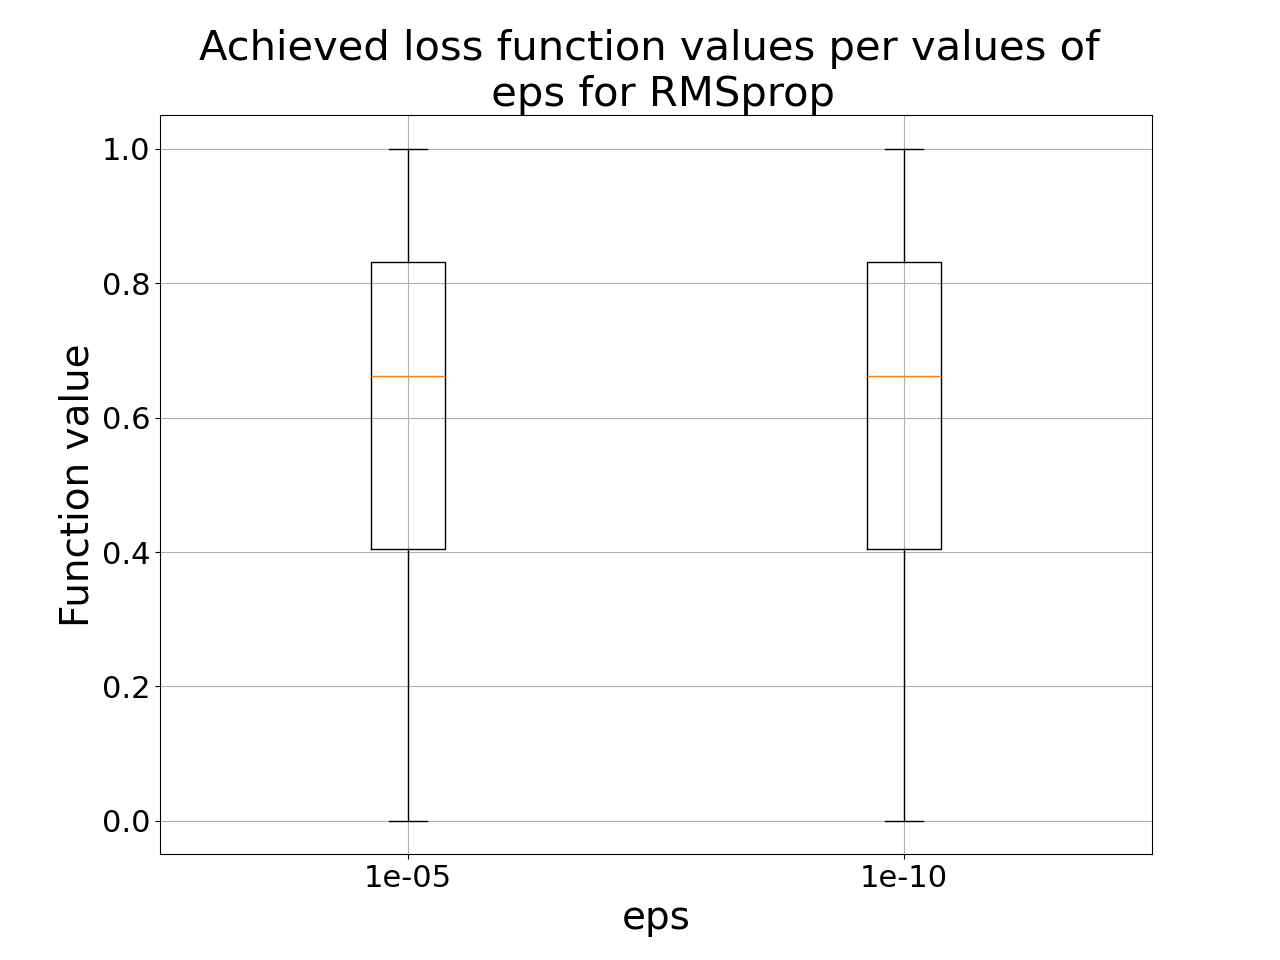 Achieved loss function values per values of
eps for RMSprop
1.0
0.8
0.6
0.4
0.2
0.0
Function value
1e-05
1e-10
eps